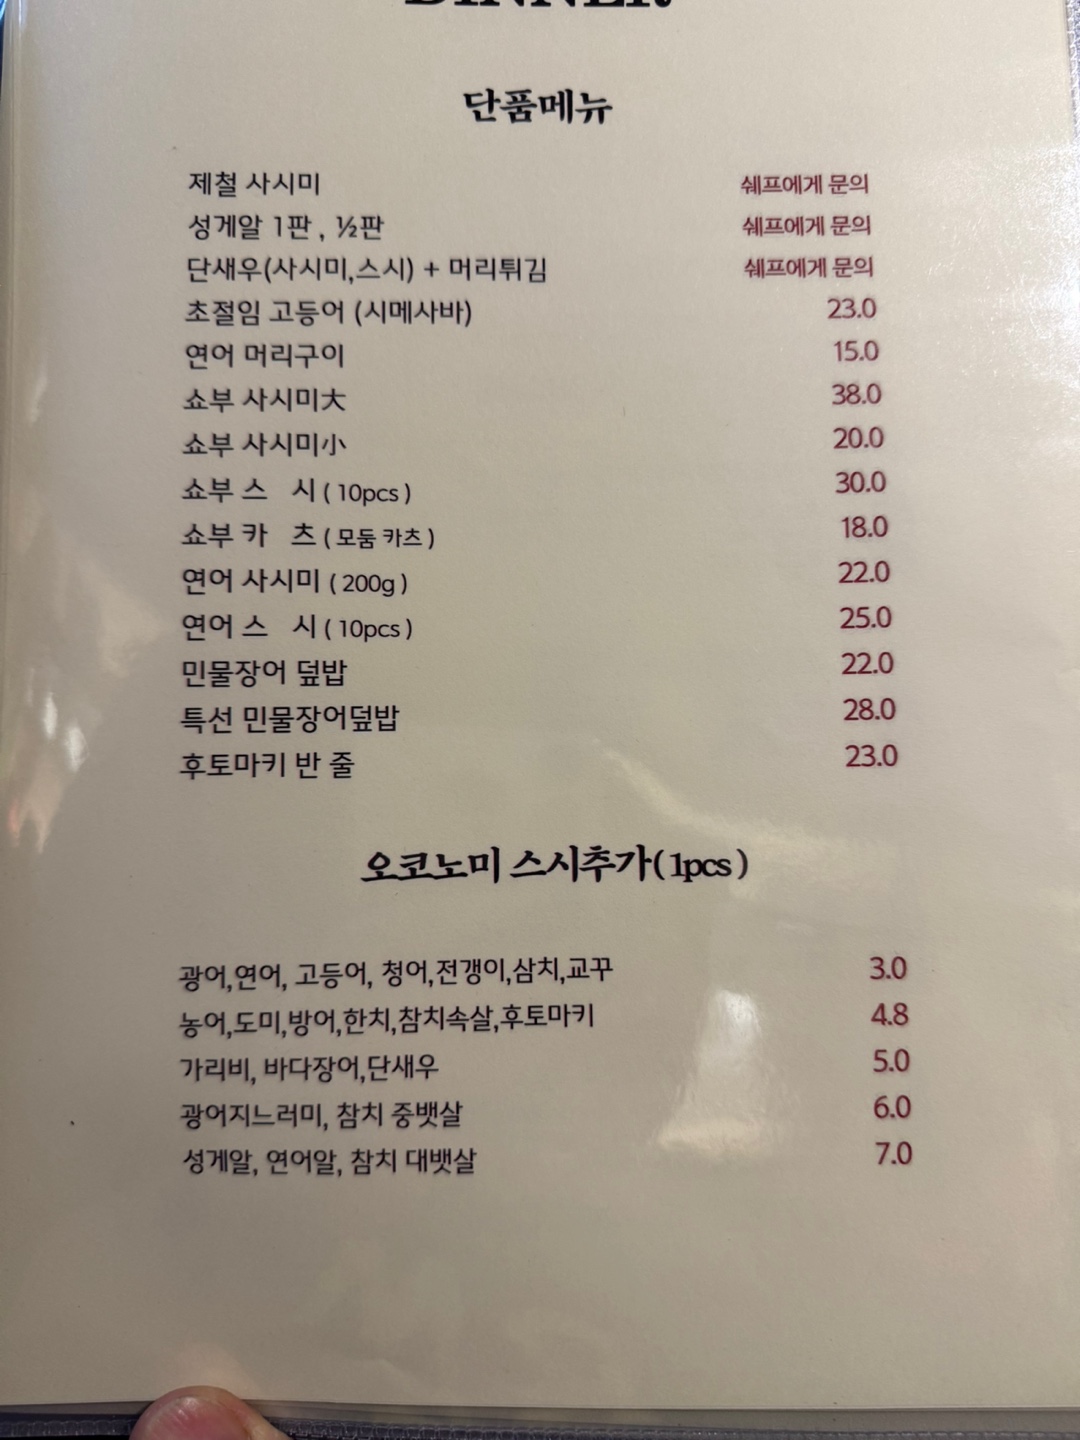 DINNER
단품메뉴
제철 사시미 쉐프에게 문의
성게알 1판 , ½판 쉐프에게 문의
단새우(사시미,스시) + 머리튀김 쉐프에게 문의
초절임 고등어 (시메사바) 23.0
연어 머리구이 15.0
쇼부 사시미大 38.0
쇼부 사시미小 20.0
쇼부 스 시 ( 10pcs ) 30.0
쇼부 카 츠 ( 모둠 카츠 ) 18.0
연어 사시미 ( 200g ) 22.0
연어 스 시 ( 10pcs ) 25.0
민물장어 덮밥 22.0
특선 민물장어덮밥 28.0
후토마키 반 줄 23.0
오코노미 스시추가( 1pcs )
광어,연어, 고등어, 청어,전갱이,삼치,교꾸 3.0
농어,도미,방어,한치,참치속살,후토마키 4.8
가리비, 바다장어,단새우 5.0
광어지느러미, 참치 중뱃살 6.0
성게알, 연어알, 참치 대뱃살 7.0